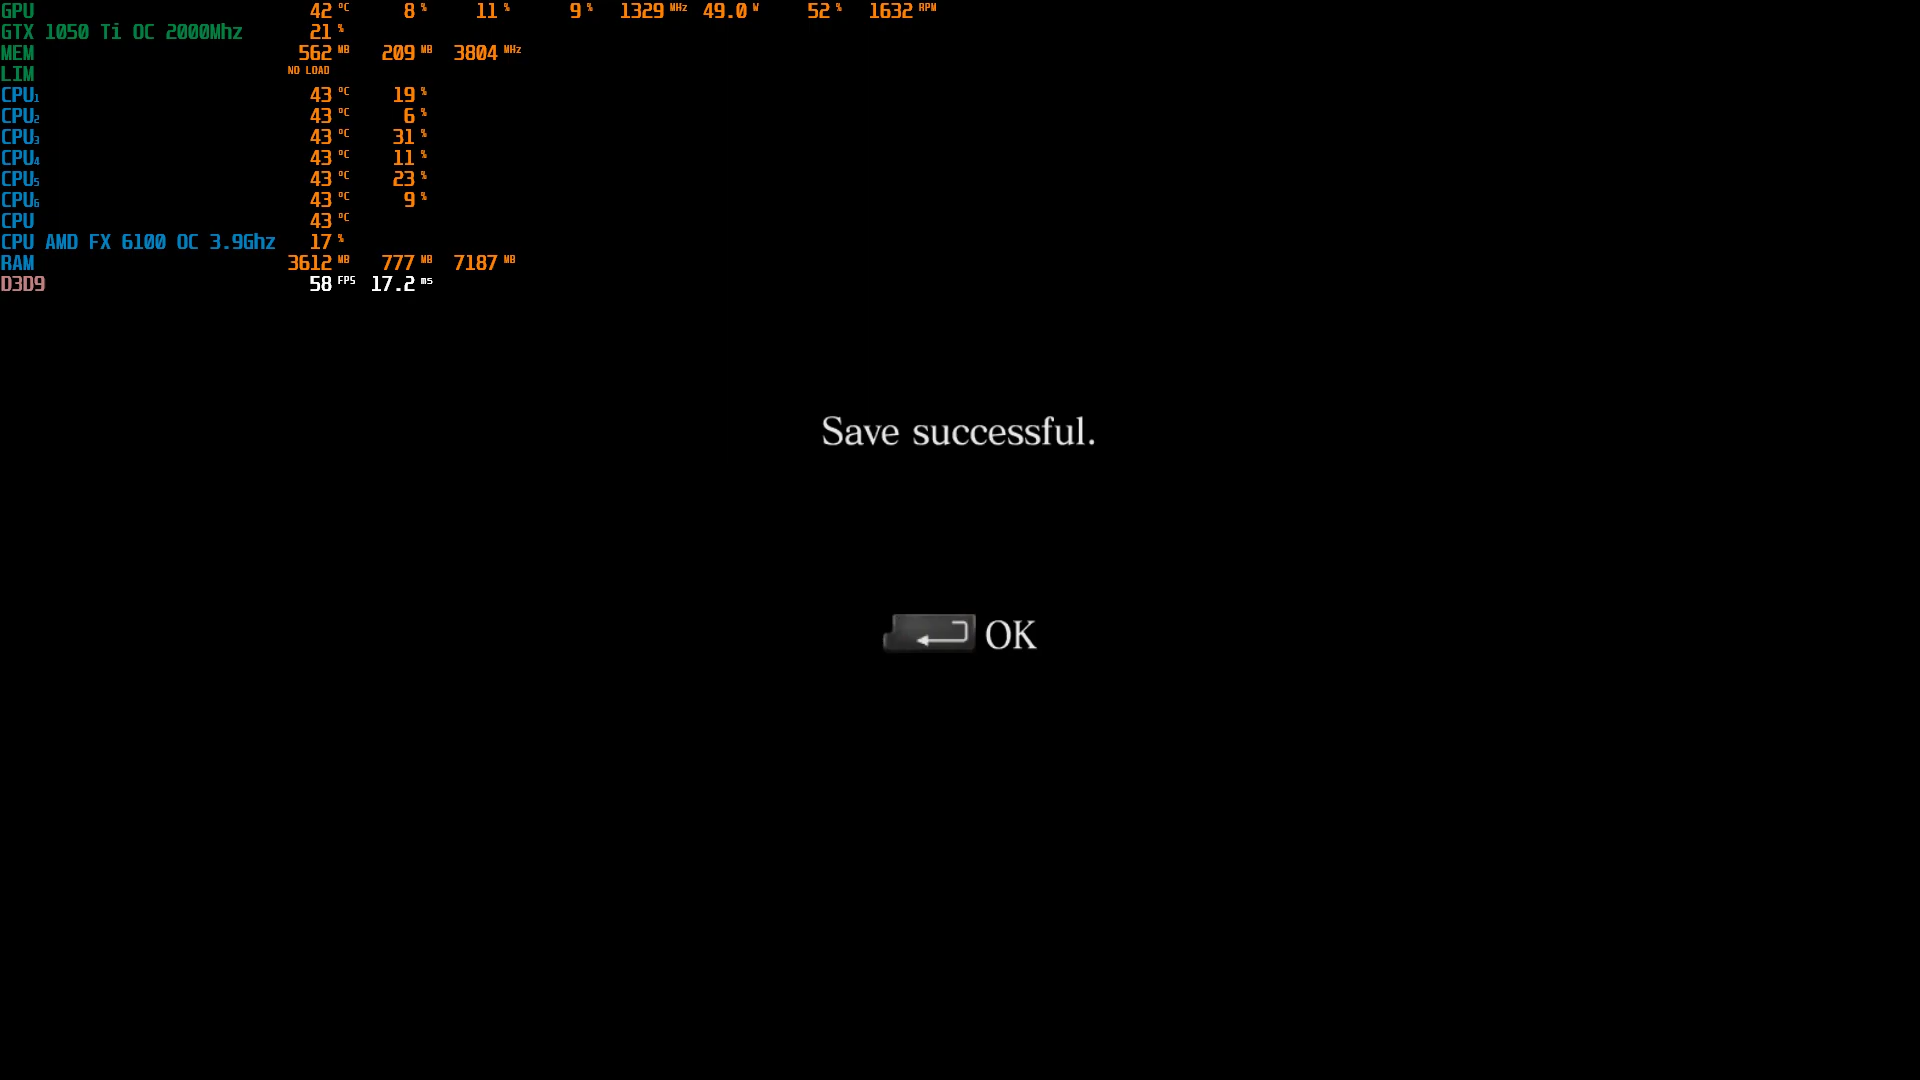 GPU 42 °C 8 % 11 % 9 % 1329 MHz 49.0 W 52 % 1632 RPM
GTX 1050 Ti OC 2000Mhz 21 %
MEM 562 MB 209 MB 3804 MHz
LIM NO LOAD
CPU1 43 °C 19 %
CPU2 43 °C 6 %
CPU3 43 °C 31 %
CPU4 43 °C 11 %
CPU5 43 °C 23 %
CPU6 43 °C 9 %
CPU 43 °C
CPU AMD FX 6100 OC 3.9Ghz 17 %
RAM 3612 MB 777 MB 7187 MB
D3D9 58 FPS 17.2 ms
Save successful.
OK